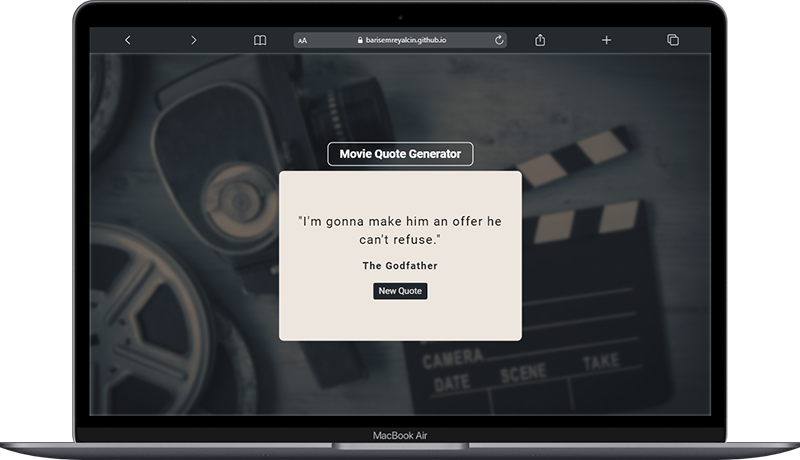 AA
barisemreyalcin.github.io
Movie Quote Generator
"I'm gonna make him an offer he
can't refuse."
The Godfather
New Quote
CAMERA
DATE SCENE TAKE
MacBook Air